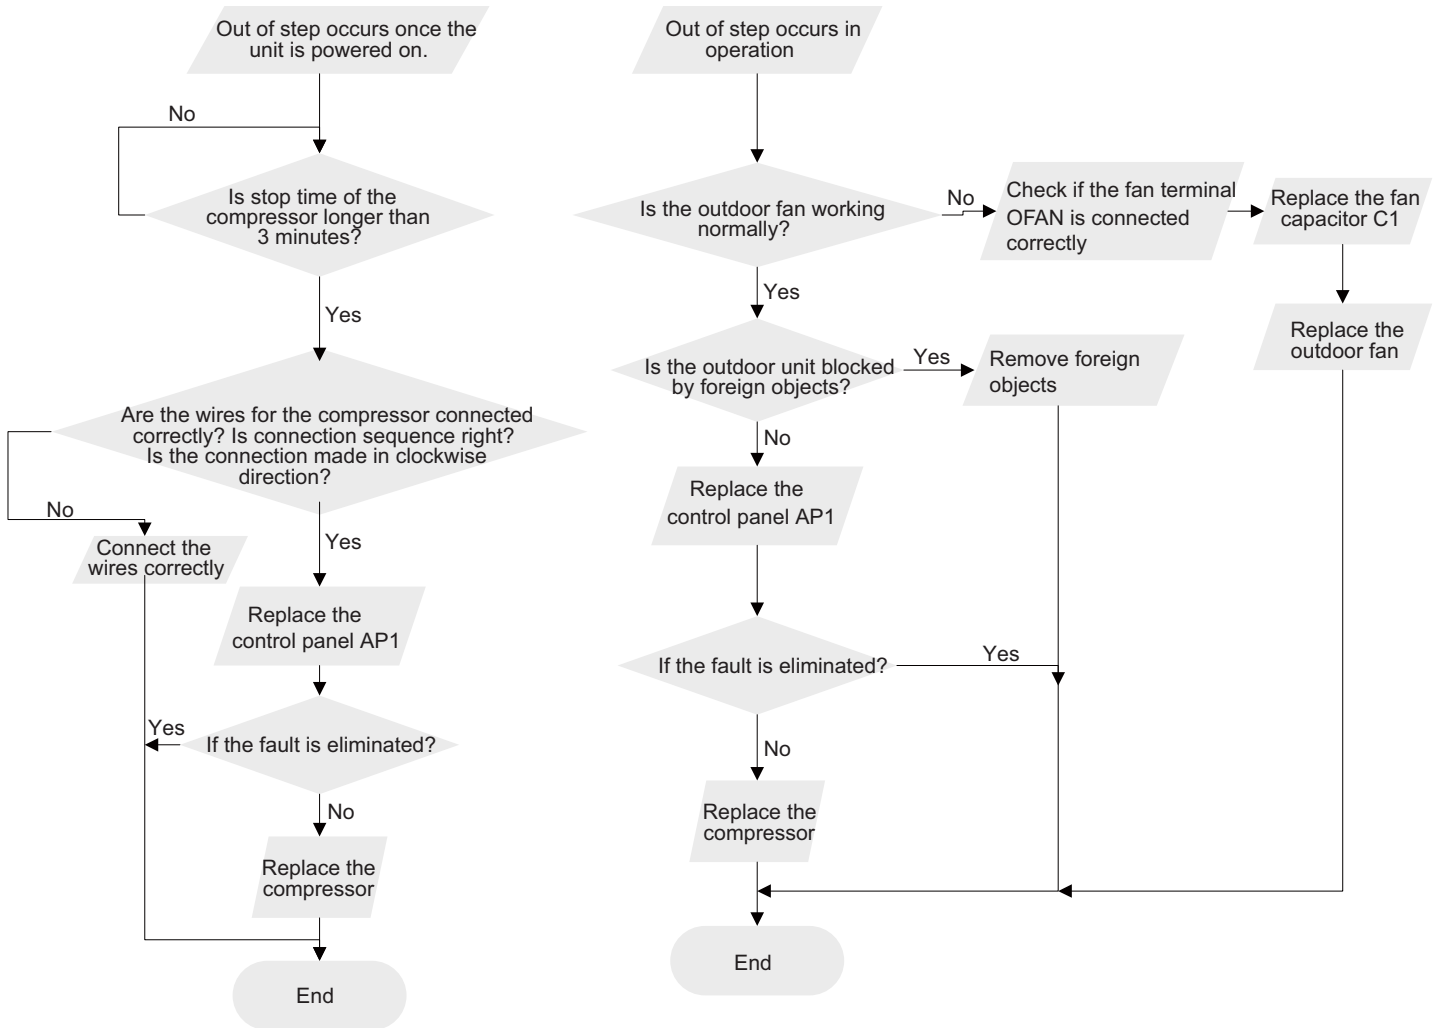 Out of step occurs once the
unit is powered on.
No
Is stop time of the
compressor longer than
3 minutes?
Yes
Are the wires for the compressor connected
correctly? Is connection sequence right?
Is the connection made in clockwise
direction?
No
Connect the
wires correctly
Yes
Replace the
control panel AP1
Yes
If the fault is eliminated?
No
Replace the
compressor
End
Out of step occurs in
operation
Is the outdoor fan working
normally?
No
Check if the fan terminal
OFAN is connected
correctly
Replace the fan
capacitor C1
Replace the
outdoor fan
Yes
Is the outdoor unit blocked
by foreign objects?
Yes
Remove foreign
objects
No
Replace the
control panel AP1
If the fault is eliminated?
Yes
No
Replace the
compressor
End